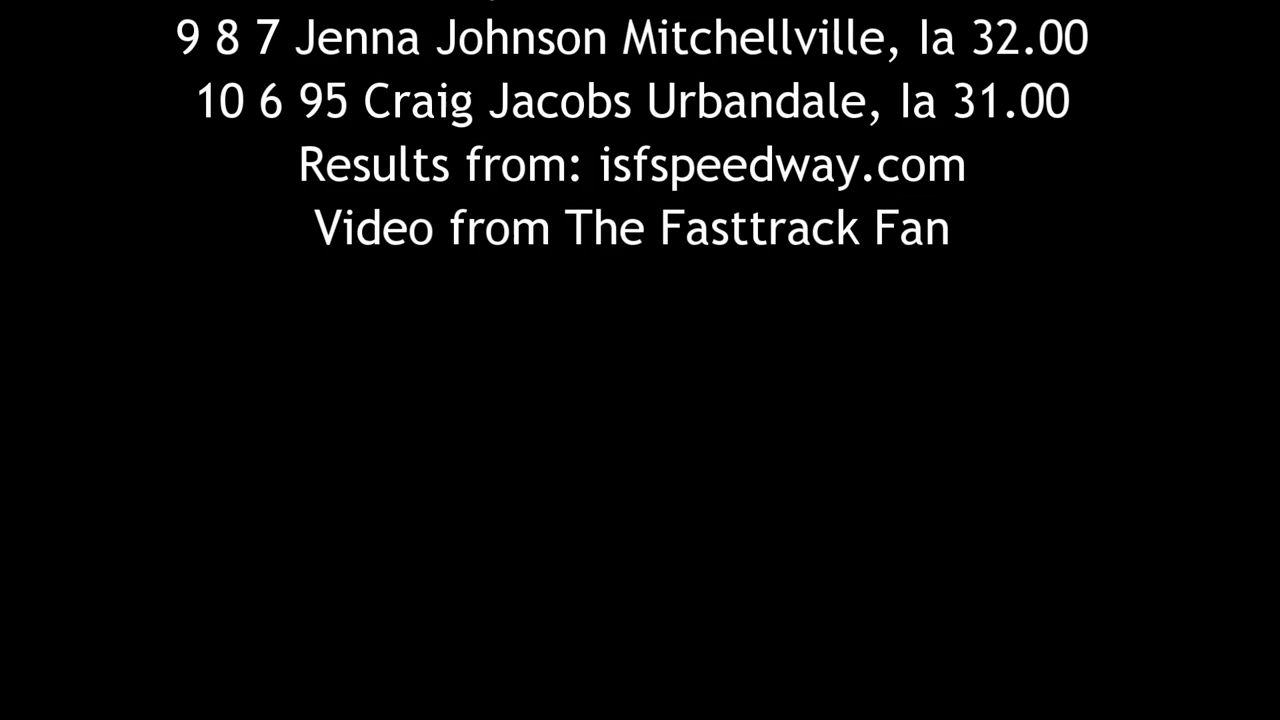 9 8 7 Jenna Johnson Mitchellville, Ia 32.00
10 6 95 Craig Jacobs Urbandale, Ia 31.00
Results from: isfspeedway.com
Video from The Fasttrack Fan